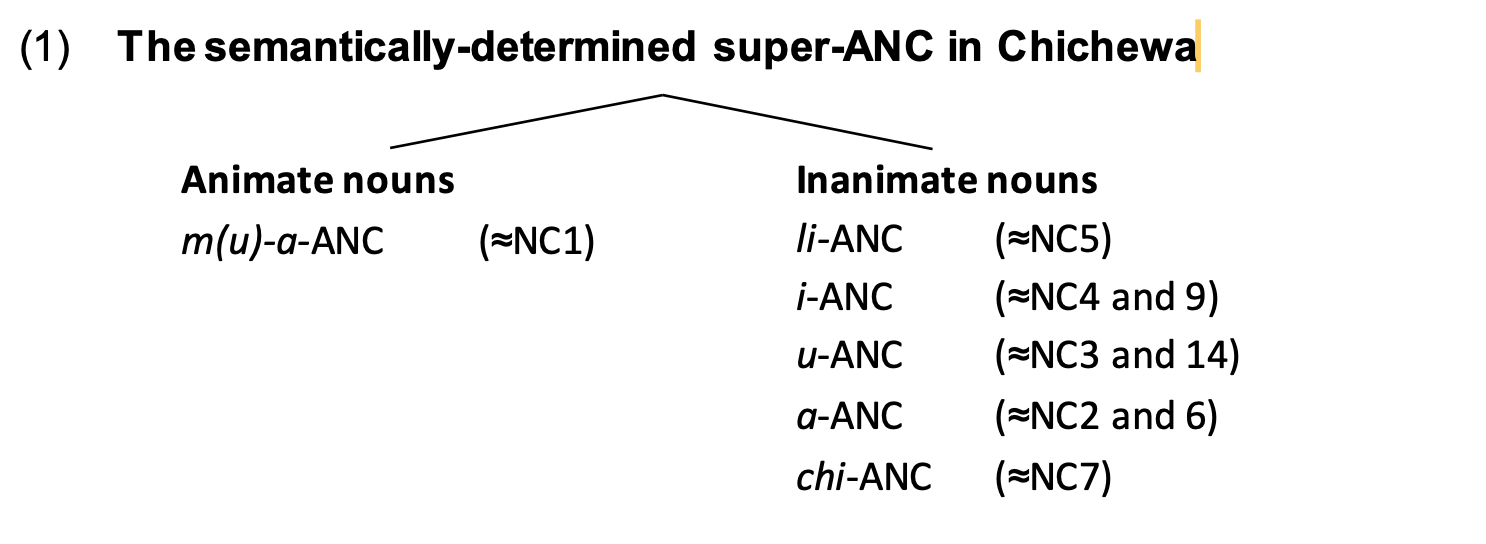 (1) The semantically-determined super-ANC in Chichewa
Animate nouns Inanimate nouns
m(u)-a-ANC (≈NC1) li-ANC (≈NC5)
i-ANC (≈NC4 and 9)
u-ANC (≈NC3 and 14)
a-ANC (≈NC2 and 6)
chi-ANC (≈NC7)